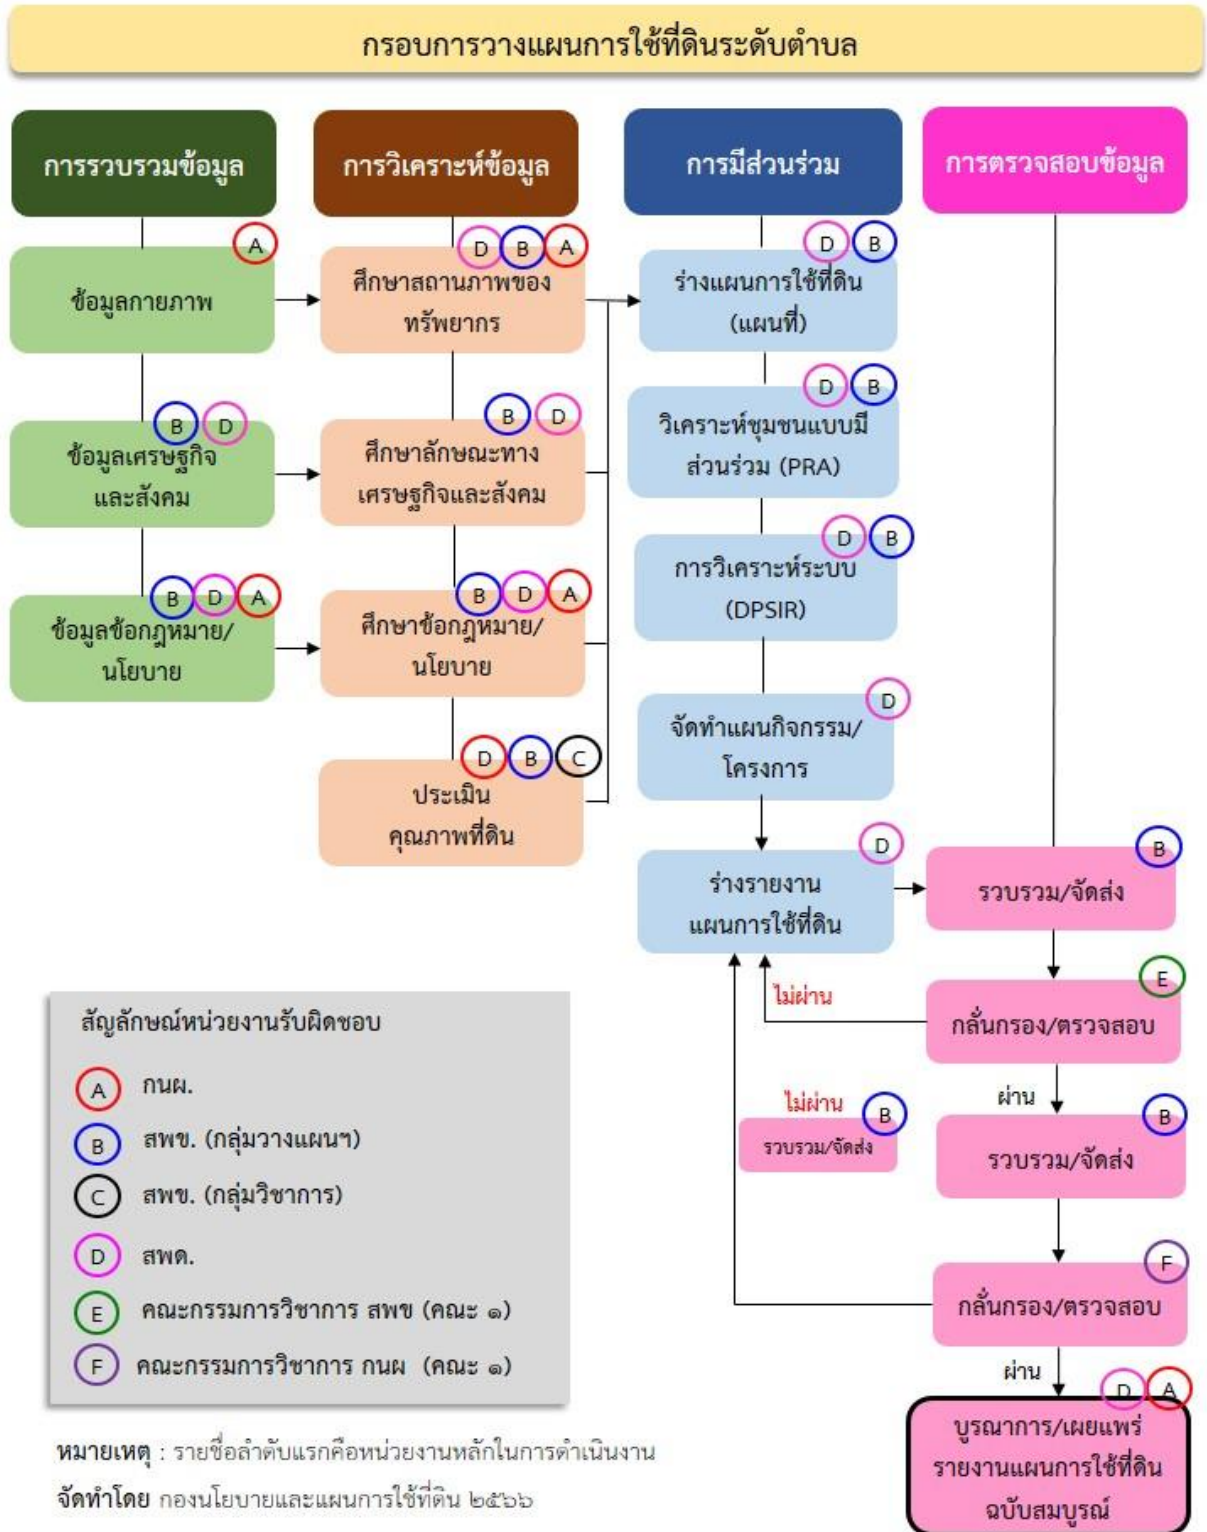 กรอบการวางแผนการใช้ที่ดินระดับตำบล
การรวบรวมข้อมูล
การวิเคราะห์ข้อมูล
การมีส่วนร่วม
การตรวจสอบข้อมูล
A
ข้อมูลกายภาพ
B D
ข้อมูลเศรษฐกิจ
และสังคม
B D A
ข้อมูลข้อกฎหมาย/
นโยบาย
D B A
ศึกษาสถานภาพของ
ทรัพยากร
B D
ศึกษาลักษณะทาง
เศรษฐกิจและสังคม
B D A
ศึกษาข้อกฎหมาย/
นโยบาย
D B C
ประเมิน
คุณภาพที่ดิน
D B
ร่างแผนการใช้ที่ดิน
(แผนที่)
D B
วิเคราะห์ชุมชนแบบมี
ส่วนร่วม (PRA)
D B
การวิเคราะห์ระบบ
(DPSIR)
D
จัดทำแผนกิจกรรม/
โครงการ
D
ร่างรายงาน
แผนการใช้ที่ดิน
B
รวบรวม/จัดส่ง
E
กลั่นกรอง/ตรวจสอบ
ไม่ผ่าน
ผ่าน
B
รวบรวม/จัดส่ง
ไม่ผ่าน
B
รวบรวม/จัดส่ง
F
กลั่นกรอง/ตรวจสอบ
ผ่าน
D A
บูรณาการ/เผยแพร่
รายงานแผนการใช้ที่ดิน
ฉบับสมบูรณ์
สัญลักษณ์หน่วยงานรับผิดชอบ
A กนผ.
B สพข. (กลุ่มวางแผนฯ)
C สพข. (กลุ่มวิชาการ)
D สพด.
E คณะกรรมการวิชาการ สพข (คณะ ๑)
F คณะกรรมการวิชาการ กนผ (คณะ ๑)
หมายเหตุ : รายชื่อลำดับแรกคือหน่วยงานหลักในการดำเนินงาน
จัดทำโดย กองนโยบายและแผนการใช้ที่ดิน ๒๕๖๖